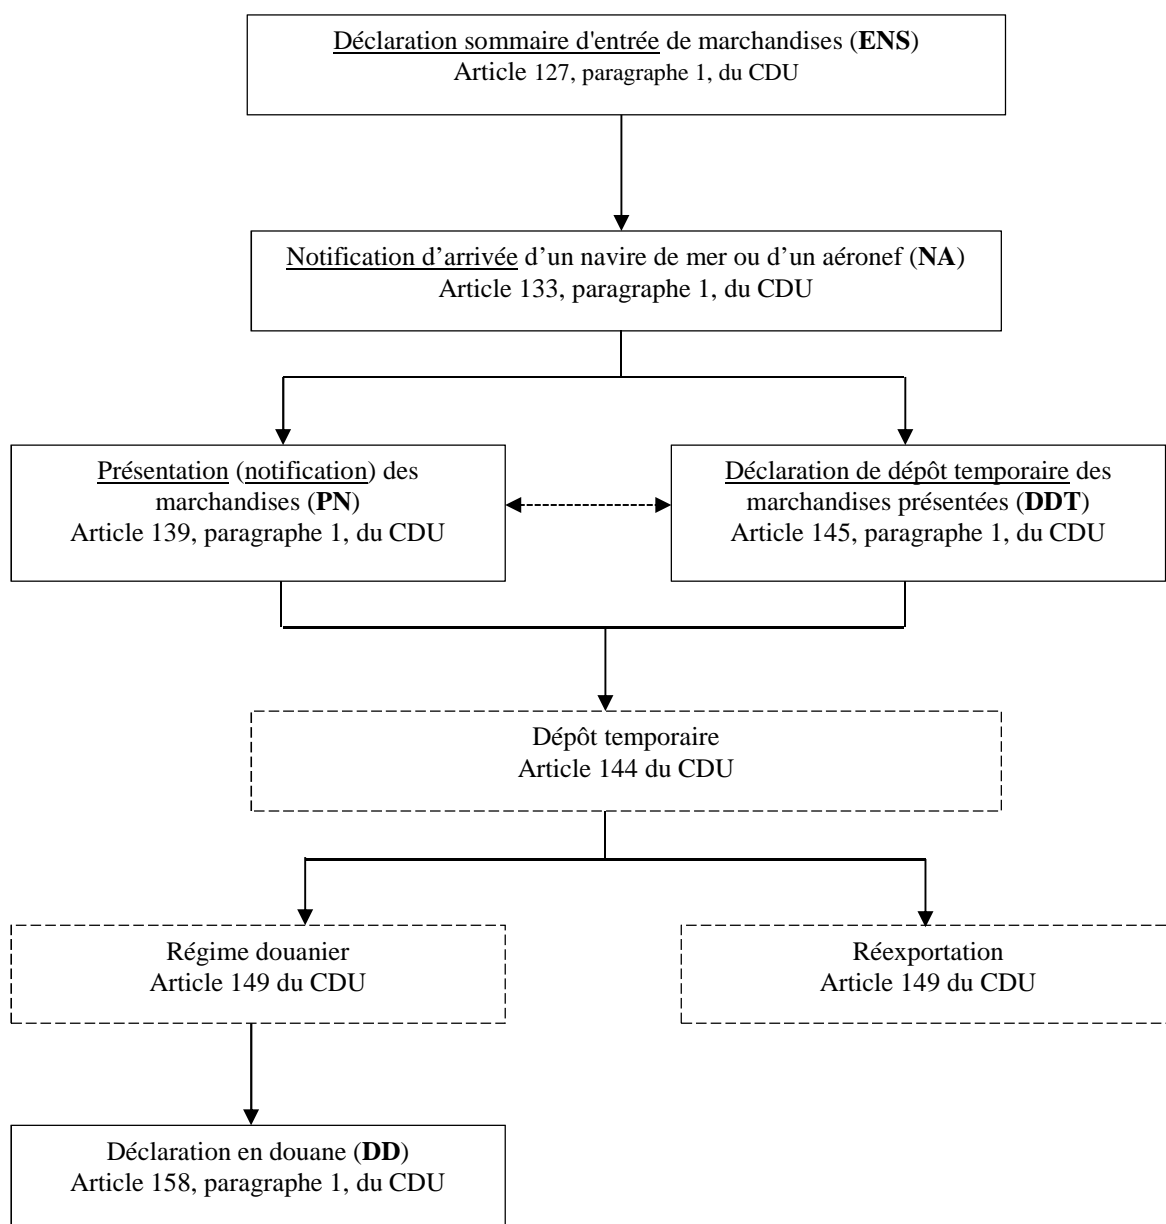 Déclaration sommaire d'entrée de marchandises (ENS)
Article 127, paragraphe 1, du CDU
Notification d’arrivée d’un navire de mer ou d’un aéronef (NA)
Article 133, paragraphe 1, du CDU
Présentation (notification) des
marchandises (PN)
Article 139, paragraphe 1, du CDU
Déclaration de dépôt temporaire des
marchandises présentées (DDT)
Article 145, paragraphe 1, du CDU
Dépôt temporaire
Article 144 du CDU
Régime douanier
Article 149 du CDU
Réexportation
Article 149 du CDU
Déclaration en douane (DD)
Article 158, paragraphe 1, du CDU